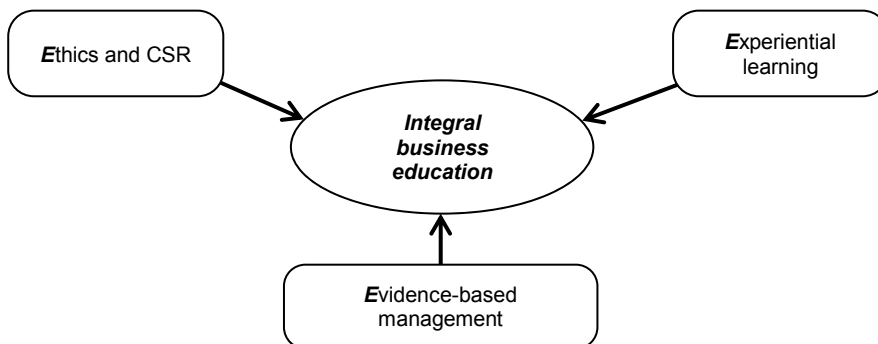 Ethics and CSR
Experiential
learning
Integral
business
education
Evidence-based
management